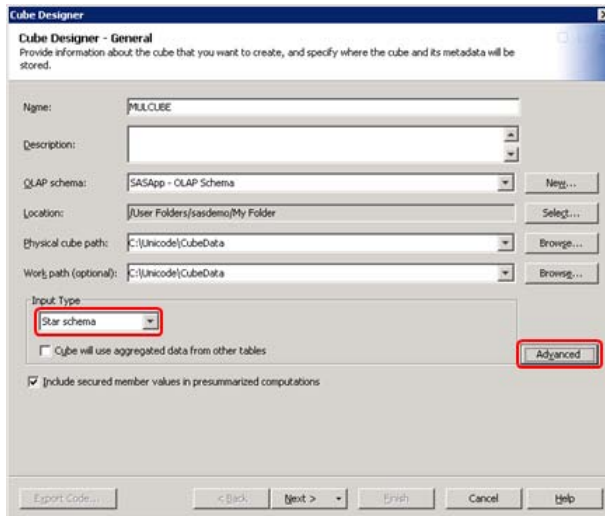 Cube Designer
Cube Designer - General
Provide information about the cube that you want to create, and specify where the cube and its metadata will be
stored.
Name: MULCUBE
Description:
OLAP schema: SASApp - OLAP Schema New...
Location: /User Folders/sasdemo/My Folder Select...
Physical cube path: C:\Unicode\CubeData Browse...
Work path (optional): C:\Unicode\CubeData Browse...
Input Type
Star schema
Cube will use aggregated data from other tables
Advanced
Include secured member values in presummarized computations
Export Code... < Back Next > Finish Cancel Help